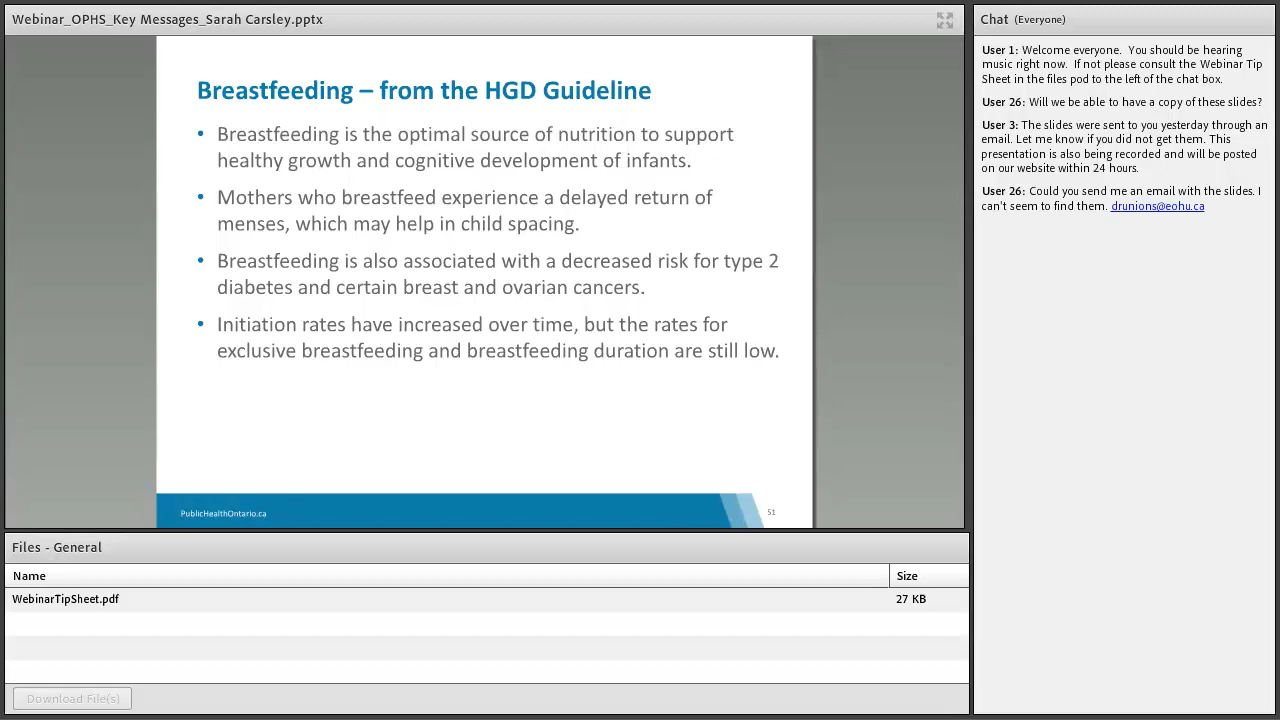 Webinar_OPHS_Key Messages_Sarah Carsley.pptx
Breastfeeding – from the HGD Guideline
• Breastfeeding is the optimal source of nutrition to support
healthy growth and cognitive development of infants.
• Mothers who breastfeed experience a delayed return of
menses, which may help in child spacing.
• Breastfeeding is also associated with a decreased risk for type 2
diabetes and certain breast and ovarian cancers.
• Initiation rates have increased over time, but the rates for
exclusive breastfeeding and breastfeeding duration are still low.
PublicHealthOntario.ca
51
Files - General
Name Size
WebinarTipSheet.pdf 27 KB
Download File(s)
Chat (Everyone)
User 1: Welcome everyone. You should be hearing
music right now. If not please consult the Webinar Tip
Sheet in the files pod to the left of the chat box.
User 26: Will we be able to have a copy of these slides?
User 3: The slides were sent to you yesterday through an
email. Let me know if you did not get them. This
presentation is also being recorded and will be posted
on our website within 24 hours.
User 26: Could you send me an email with the slides. I
can't seem to find them. drunions@eohu.ca